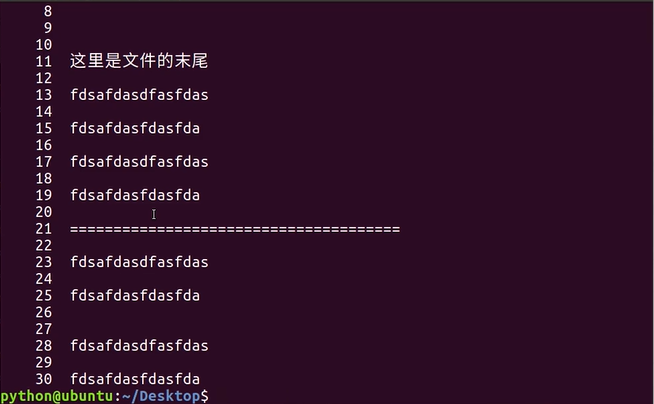 8
9
10
11 这里是文件的末尾
12
13 fdsafdasdfasfdas
14
15 fdsafdasfdasfda
16
17 fdsafdasdfasfdas
18
19 fdsafdasfdasfda
20
21 ======================================
22
23 fdsafdasdfasfdas
24
25 fdsafdasfdasfda
26
27
28 fdsafdasdfasfdas
29
30 fdsafdasfdasfda
python@ubuntu:~/Desktop$